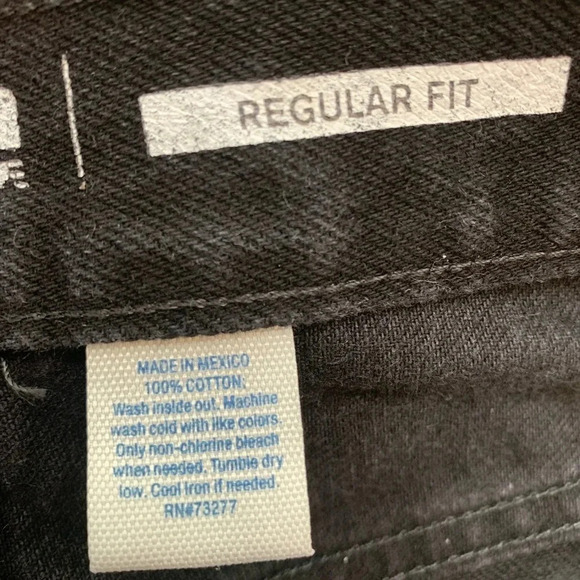 REGULAR FIT
MADE IN MEXICO
100% COTTON:
Wash inside out. Machine
wash cold with like colors.
Only non-chlorine bleach
when needed. Tumble dry
low. Cool iron if needed.
RN#73277